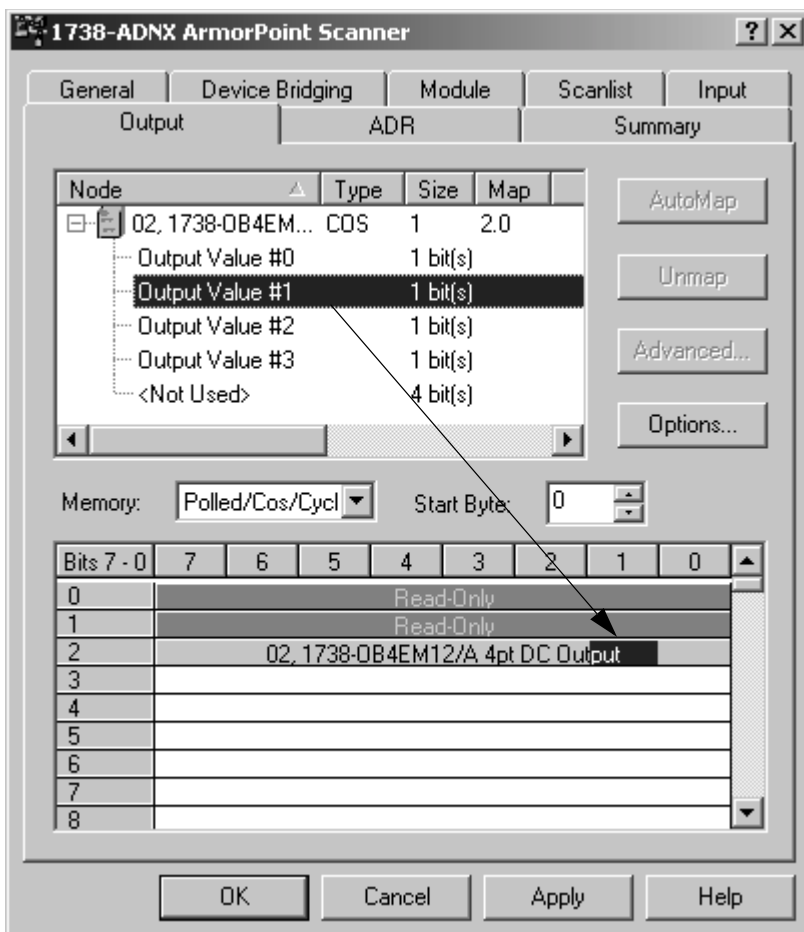 1738-ADNX ArmorPoint Scanner ? X
General Device Bridging Module Scanlist Input
Output ADR Summary
Node Type Size Map
02, 1738-OB4EM... COS 1 2.0
Output Value #0 1 bit(s)
Output Value #1 1 bit(s)
Output Value #2 1 bit(s)
Output Value #3 1 bit(s)
<Not Used> 4 bit(s)
AutoMap
Unmap
Advanced...
Options...
Memory: Polled/Cos/Cycl Start Byte: 0
Bits 7 - 0 7 6 5 4 3 2 1 0
0 Read-Only
1 Read-Only
2 02, 1738-OB4EM12/A 4pt DC Output
3
4
5
6
7
8
OK Cancel Apply Help